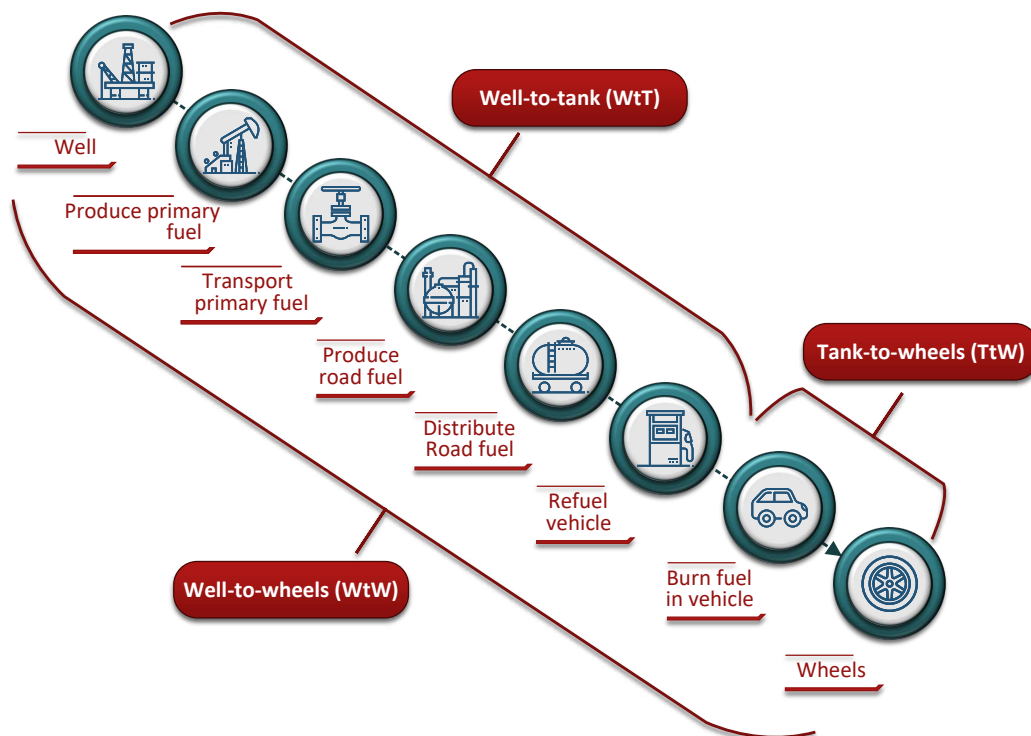 Well-to-tank (WtT)
Well
Produce primary
fuel
Transport
primary fuel
Produce
road fuel
Tank-to-wheels (TtW)
Distribute
Road fuel
Refuel
vehicle
Well-to-wheels (WtW)
Burn fuel
in vehicle
Wheels